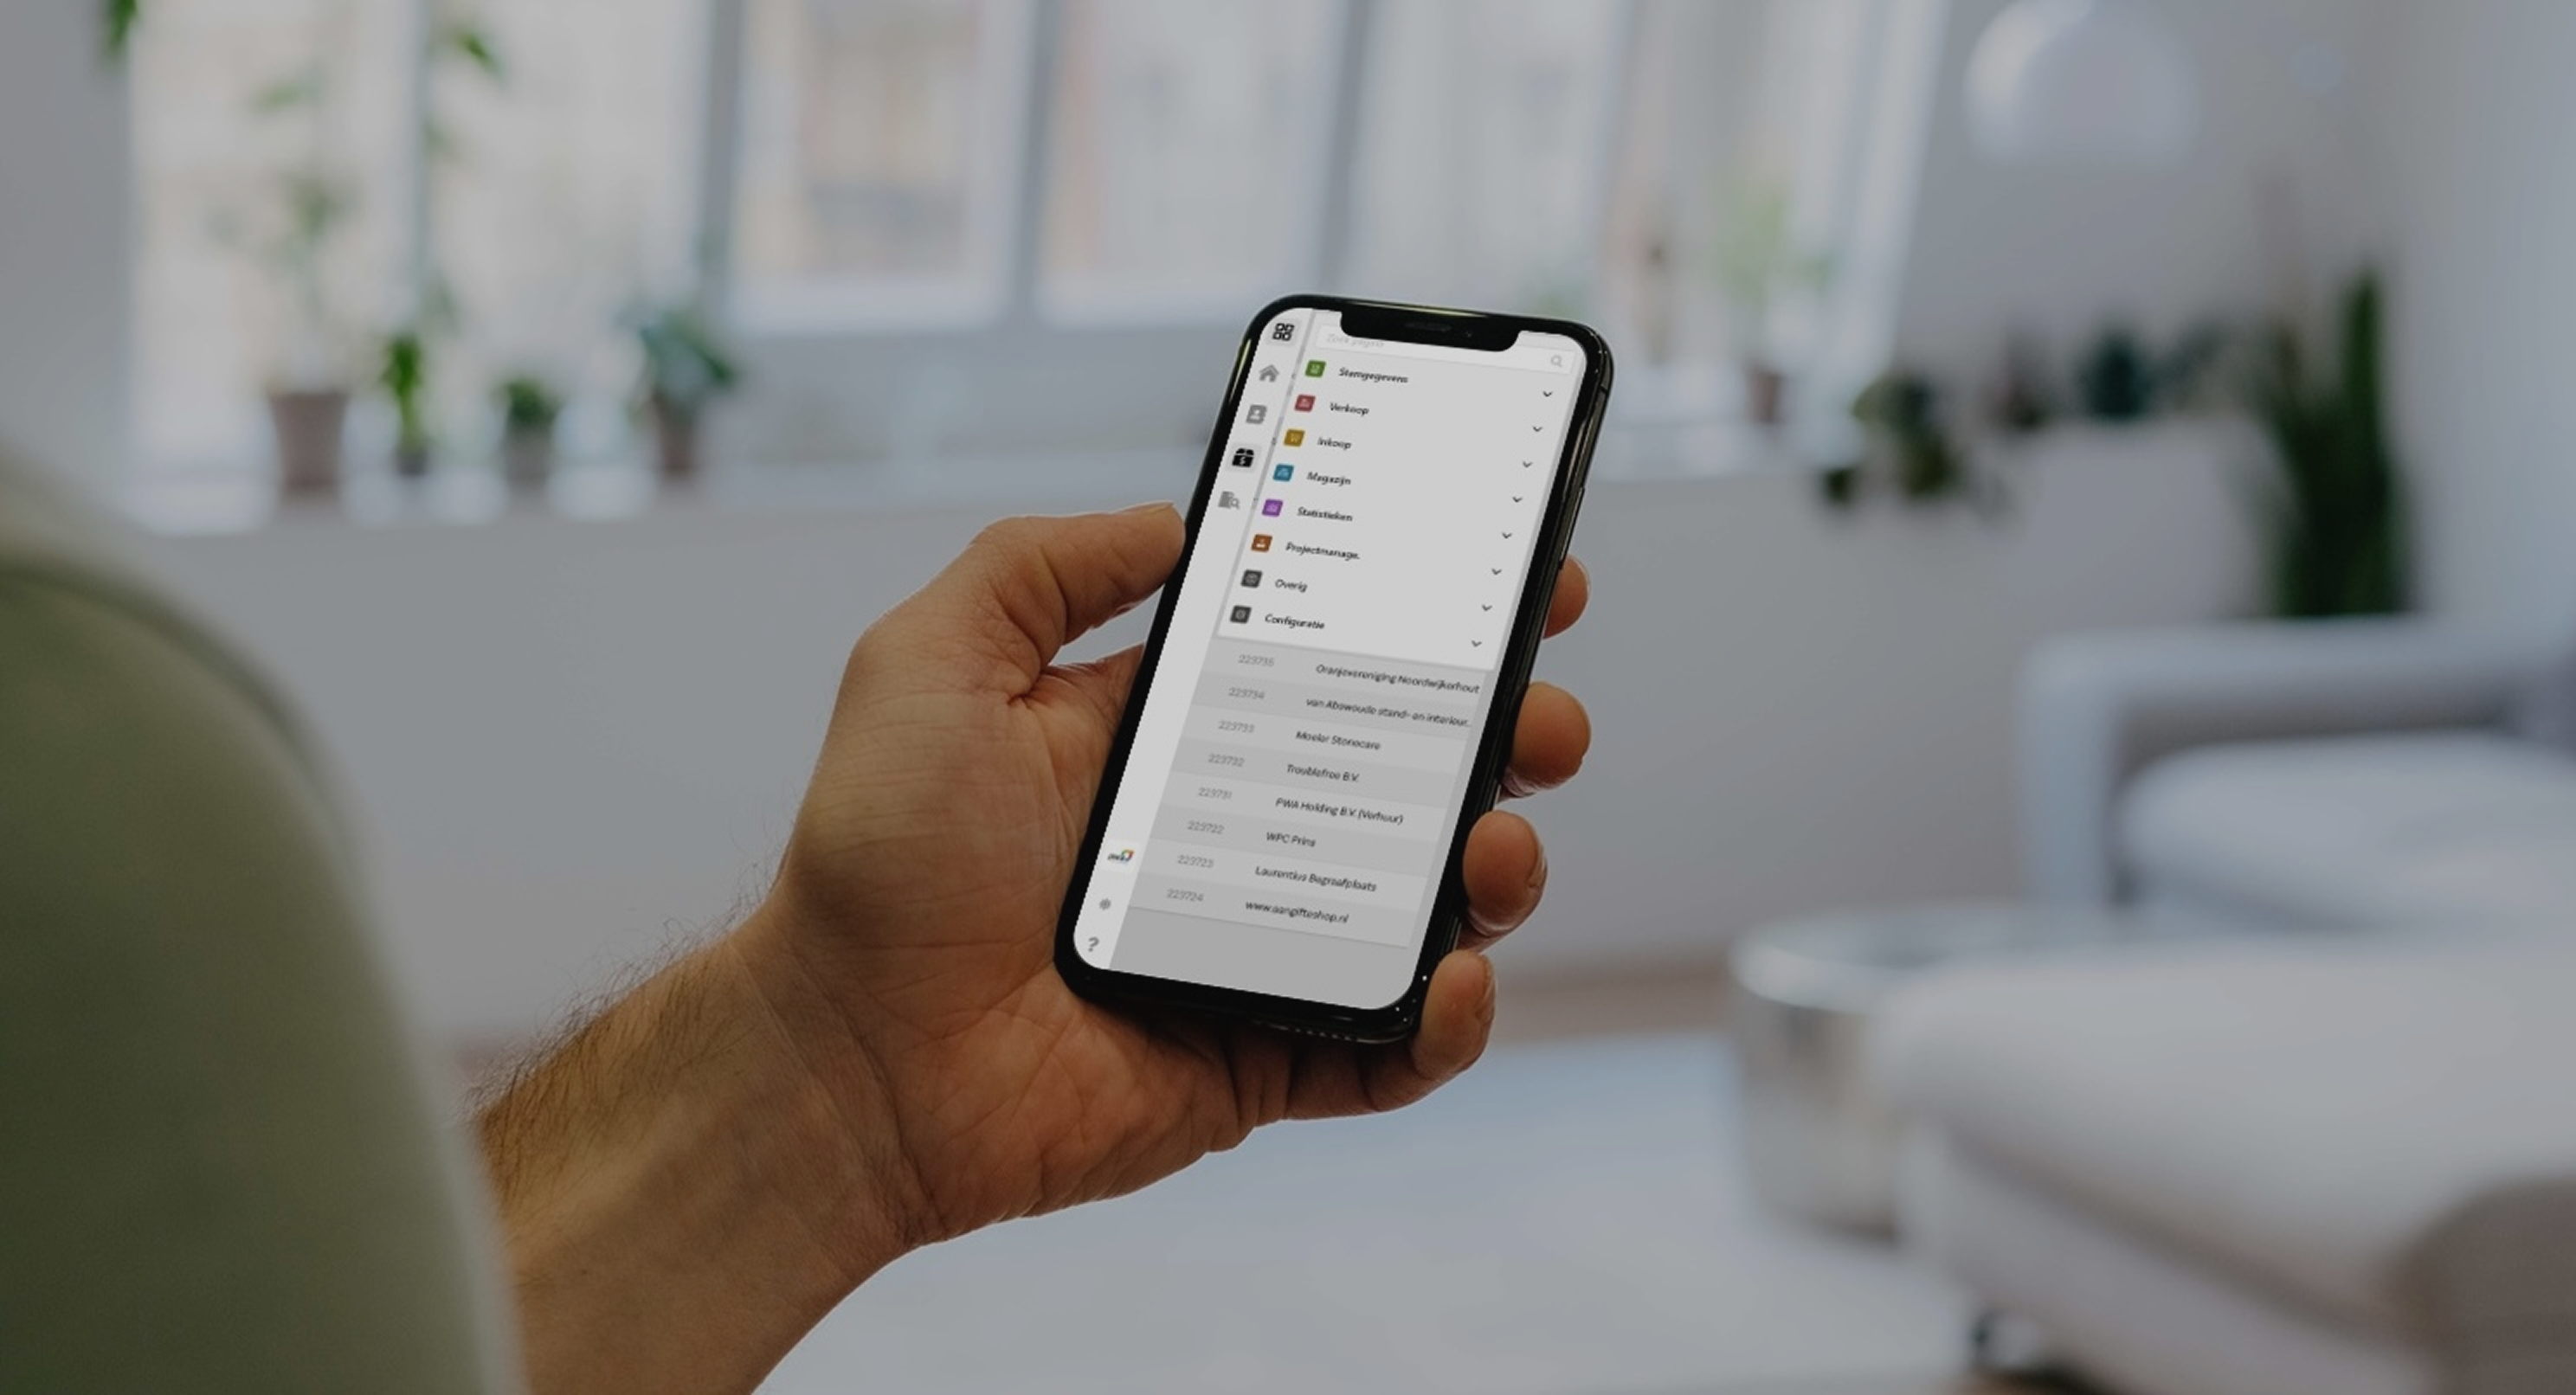 Zoek pagina
Stamgegevens
Verkoop
Inkoop
Magazijn
Statistieken
Projectmanage.
Overig
Configuratie
223735 Oranjevereniging Noordwijkerhout
223734 van Abswoude stand- en interieur...
223733 Moeler Stonecare
223732 Troublefree B.V.
223731 PWA Holding B.V. (Verhuur)
223722 WPC Prins
223723 Laurentius Begraafplaats
223724 www.aangifteshop.nl
?